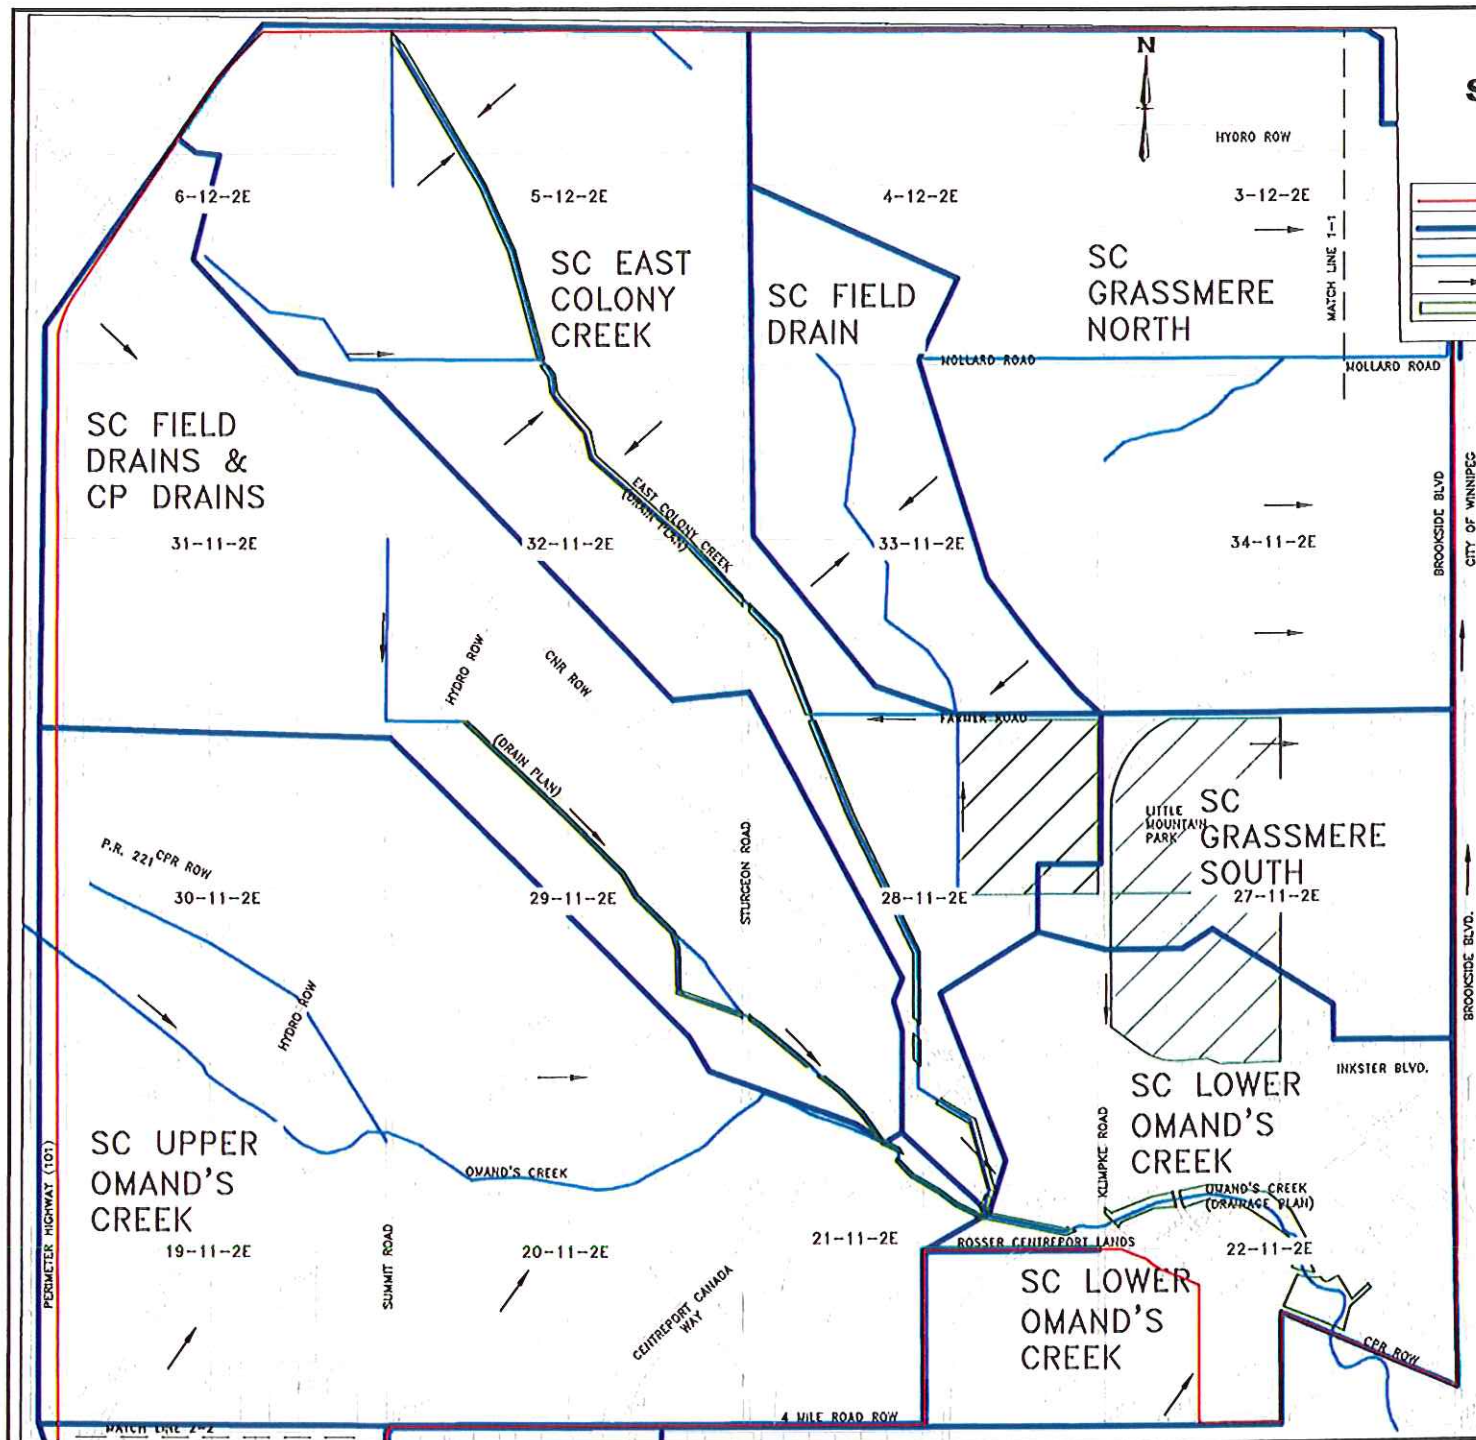 N
S
HYDRO ROW
6-12-2E
5-12-2E
4-12-2E
3-12-2E
MATCH LINE 1-1
SC EAST
COLONY
CREEK
SC FIELD
DRAIN
SC
GRASSMERE
NORTH
MOLLARD ROAD
MOLLARD ROAD
SC FIELD
DRAINS &
CP DRAINS
EAST COLONY CREEK
(DRAIN PLAN)
BROOKSIDE BLVD
CITY OF WINNIPEG
31-11-2E
32-11-2E
33-11-2E
34-11-2E
HYDRO ROW
CNR ROW
FARMER ROAD
(DRAIN PLAN)
LITTLE
MOUNTAIN
PARK
SC
GRASSMERE
SOUTH
P.R. 221
CPR ROW
STURGEON ROAD
30-11-2E
29-11-2E
28-11-2E
27-11-2E
BROOKSIDE BLVD.
HYDRO ROW
INKSTER BLVD.
SC LOWER
OMAND'S
CREEK
KLIMPKE ROAD
SC UPPER
OMAND'S
CREEK
OMAND'S CREEK
OMAND'S CREEK
(DRAINAGE PLAN)
PERIMETER HIGHWAY (101)
SUMMIT ROAD
19-11-2E
20-11-2E
21-11-2E
ROSSER CENTREPORT LANDS
22-11-2E
SC LOWER
OMAND'S
CREEK
CENTREPORT CANADA
WAY
CPR ROW
4 MILE ROAD ROW
MATCH LINE 2-2